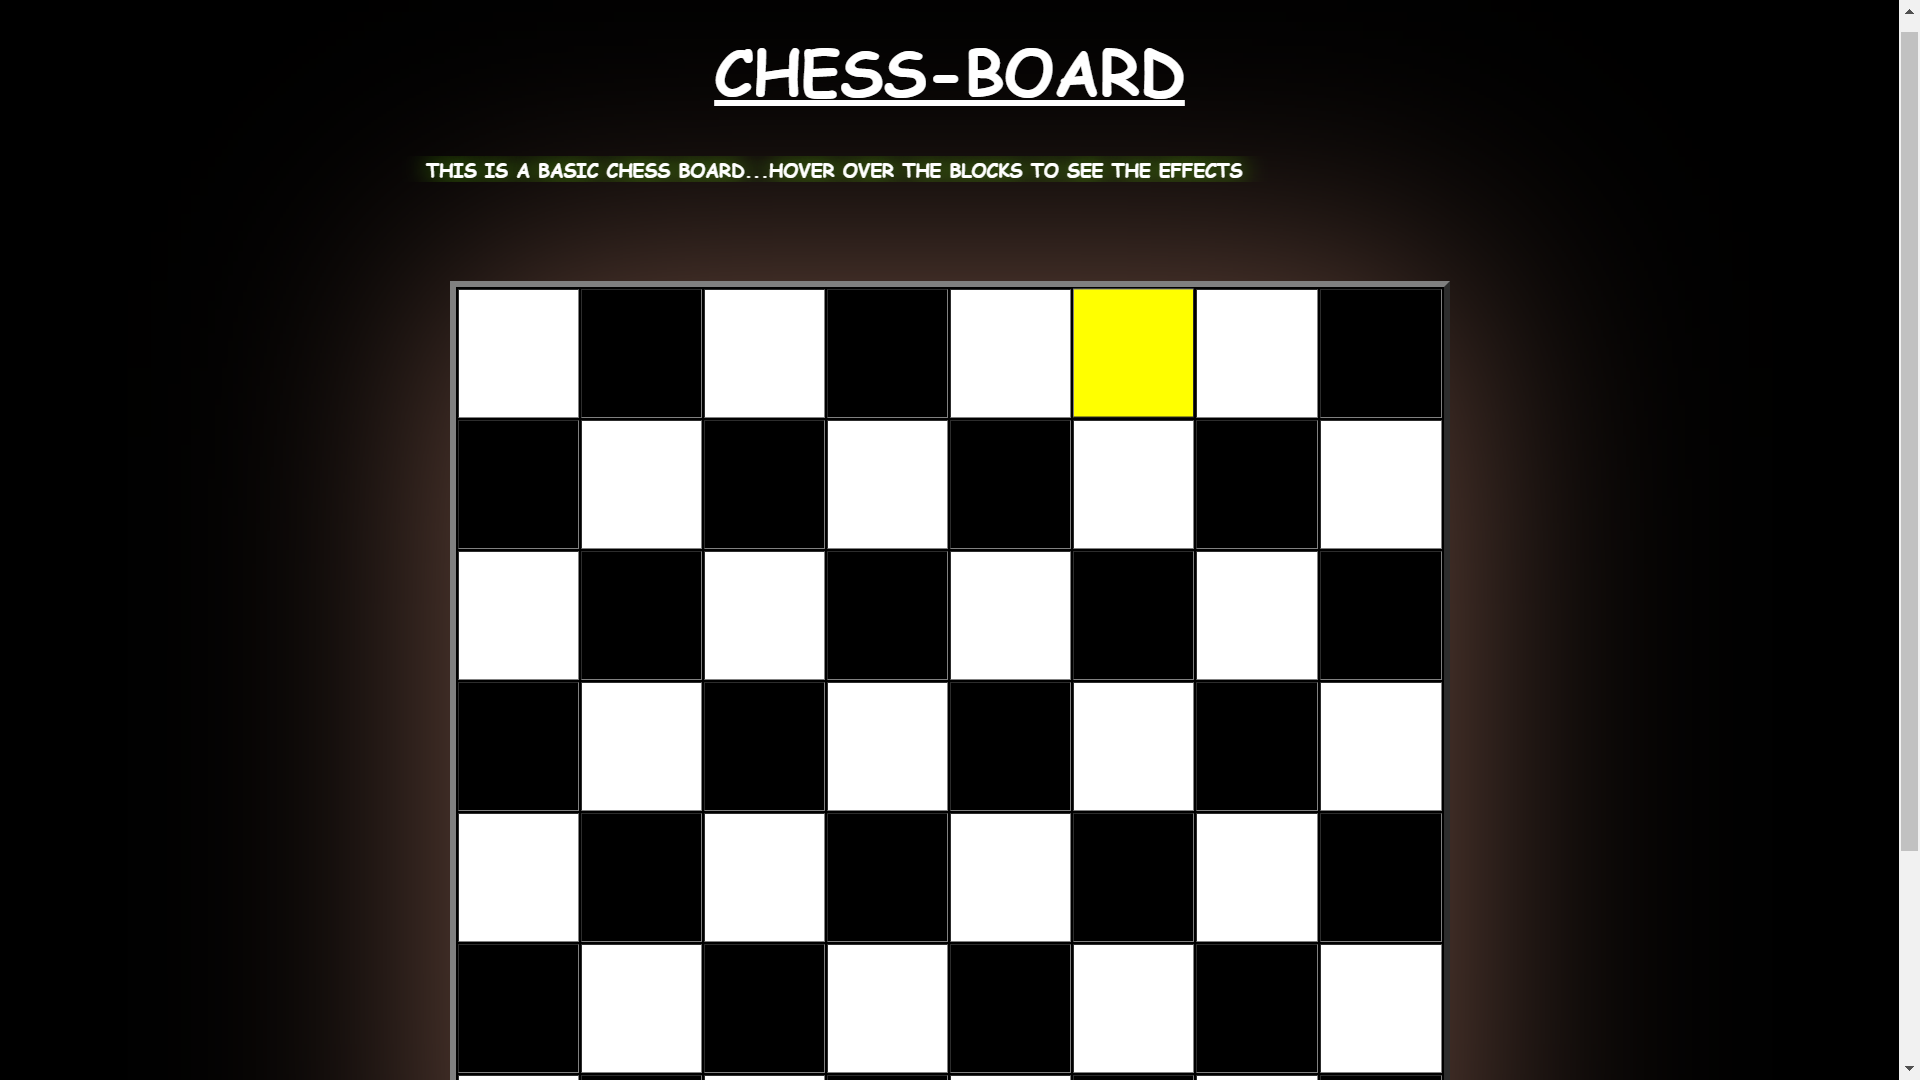 CHESS-BOARD
THIS IS A BASIC CHESS BOARD...HOVER OVER THE BLOCKS TO SEE THE EFFECTS